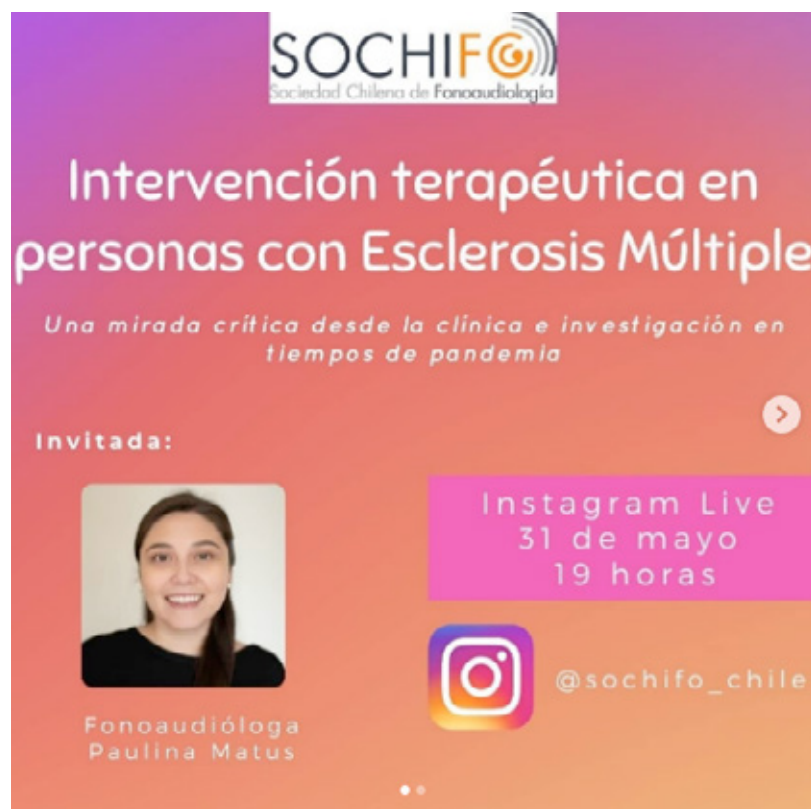 SOCHIFO
Sociedad Chilena de Fonoaudiología
Intervención terapéutica en
personas con Esclerosis Múltiple
Una mirada crítica desde la clínica e investigación en
tiempos de pandemia
Invitada:
Instagram Live
31 de mayo
19 horas
@sochifo_chile
Fonoaudióloga
Paulina Matus